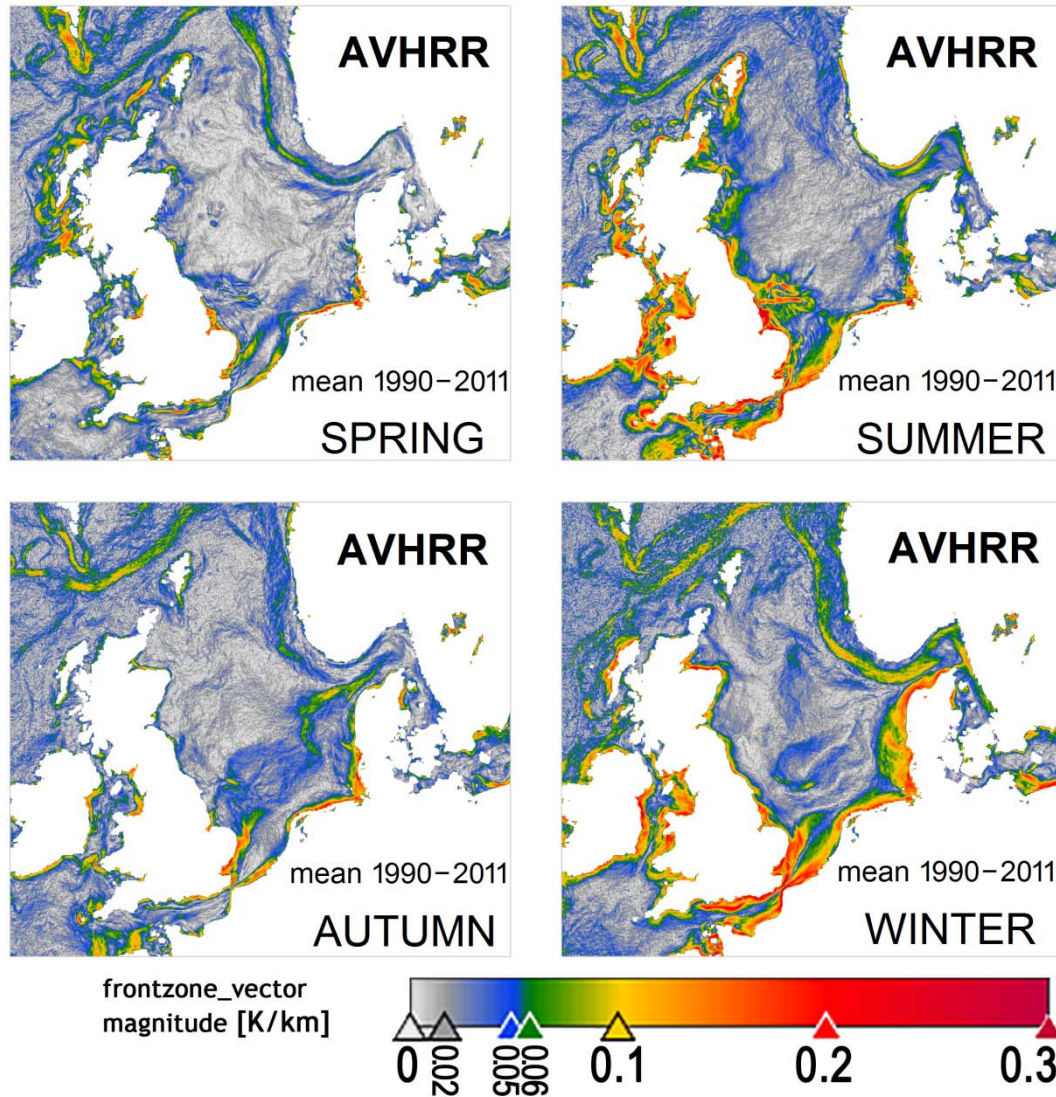 AVHRR
mean 1990–2011
SPRING
AVHRR
mean 1990–2011
SUMMER
AVHRR
mean 1990–2011
AUTUMN
AVHRR
mean 1990–2011
WINTER
frontzone_vector
magnitude [K/km]
0 0.02 0.05 0.06 0.1 0.2 0.3